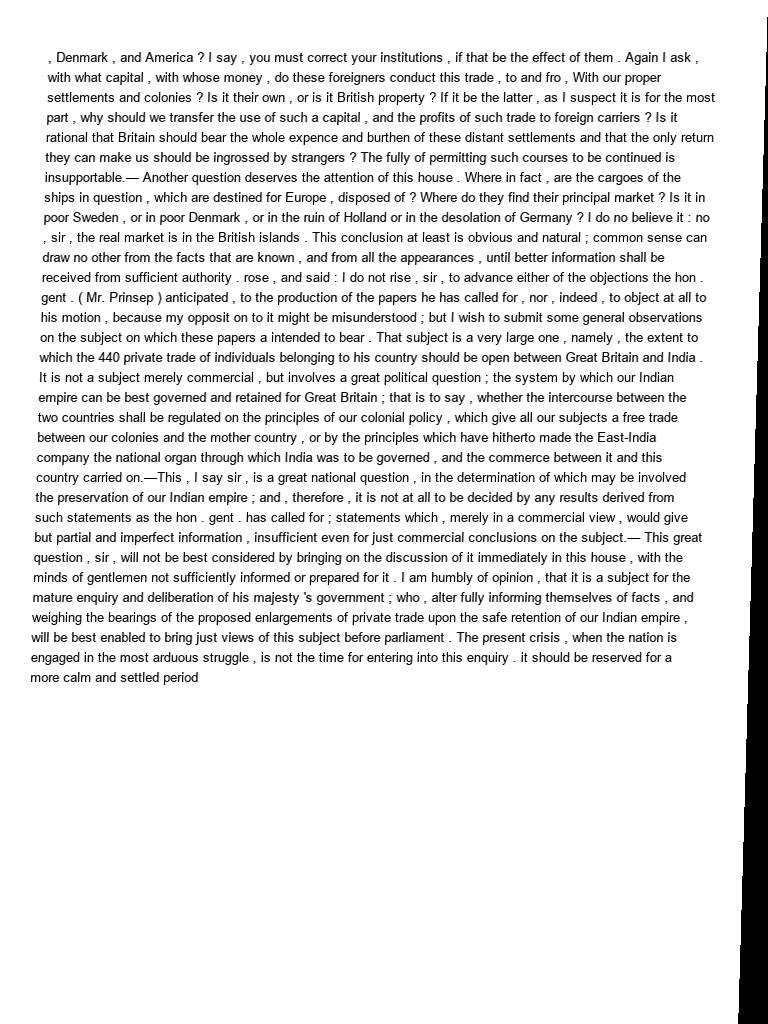 , Denmark , and America ? I say , you must correct your institutions , if that be the effect of them . Again I ask ,
with what capital , with whose money , do these foreigners conduct this trade , to and fro , With our proper
settlements and colonies ? Is it their own , or is it British property ? If it be the latter , as I suspect it is for the most
part , why should we transfer the use of such a capital , and the profits of such trade to foreign carriers ? Is it
rational that Britain should bear the whole expence and burthen of these distant settlements and that the only return
they can make us should be ingrossed by strangers ? The fully of permitting such courses to be continued is
insupportable.— Another question deserves the attention of this house . Where in fact , are the cargoes of the
ships in question , which are destined for Europe , disposed of ? Where do they find their principal market ? Is it in
poor Sweden , or in poor Denmark , or in the ruin of Holland or in the desolation of Germany ? I do no believe it : no
, sir , the real market is in the British islands . This conclusion at least is obvious and natural ; common sense can
draw no other from the facts that are known , and from all the appearances , until better information shall be
received from sufficient authority . rose , and said : I do not rise , sir , to advance either of the objections the hon .
gent . ( Mr. Prinsep ) anticipated , to the production of the papers he has called for , nor , indeed , to object at all to
his motion , because my opposit on to it might be misunderstood ; but I wish to submit some general observations
on the subject on which these papers a intended to bear . That subject is a very large one , namely , the extent to
which the 440 private trade of individuals belonging to his country should be open between Great Britain and India .
It is not a subject merely commercial , but involves a great political question ; the system by which our Indian
empire can be best governed and retained for Great Britain ; that is to say , whether the intercourse between the
two countries shall be regulated on the principles of our colonial policy , which give all our subjects a free trade
between our colonies and the mother country , or by the principles which have hitherto made the East-India
company the national organ through which India was to be governed , and the commerce between it and this
country carried on.—This , I say sir , is a great national question , in the determination of which may be involved
the preservation of our Indian empire ; and , therefore , it is not at all to be decided by any results derived from
such statements as the hon . gent . has called for ; statements which , merely in a commercial view , would give
but partial and imperfect information , insufficient even for just commercial conclusions on the subject.— This great
question , sir , will not be best considered by bringing on the discussion of it immediately in this house , with the
minds of gentlemen not sufficiently informed or prepared for it . I am humbly of opinion , that it is a subject for the
mature enquiry and deliberation of his majesty 's government ; who , alter fully informing themselves of facts , and
weighing the bearings of the proposed enlargements of private trade upon the safe retention of our Indian empire ,
will be best enabled to bring just views of this subject before parliament . The present crisis , when the nation is
engaged in the most arduous struggle , is not the time for entering into this enquiry . it should be reserved for a
more calm and settled period